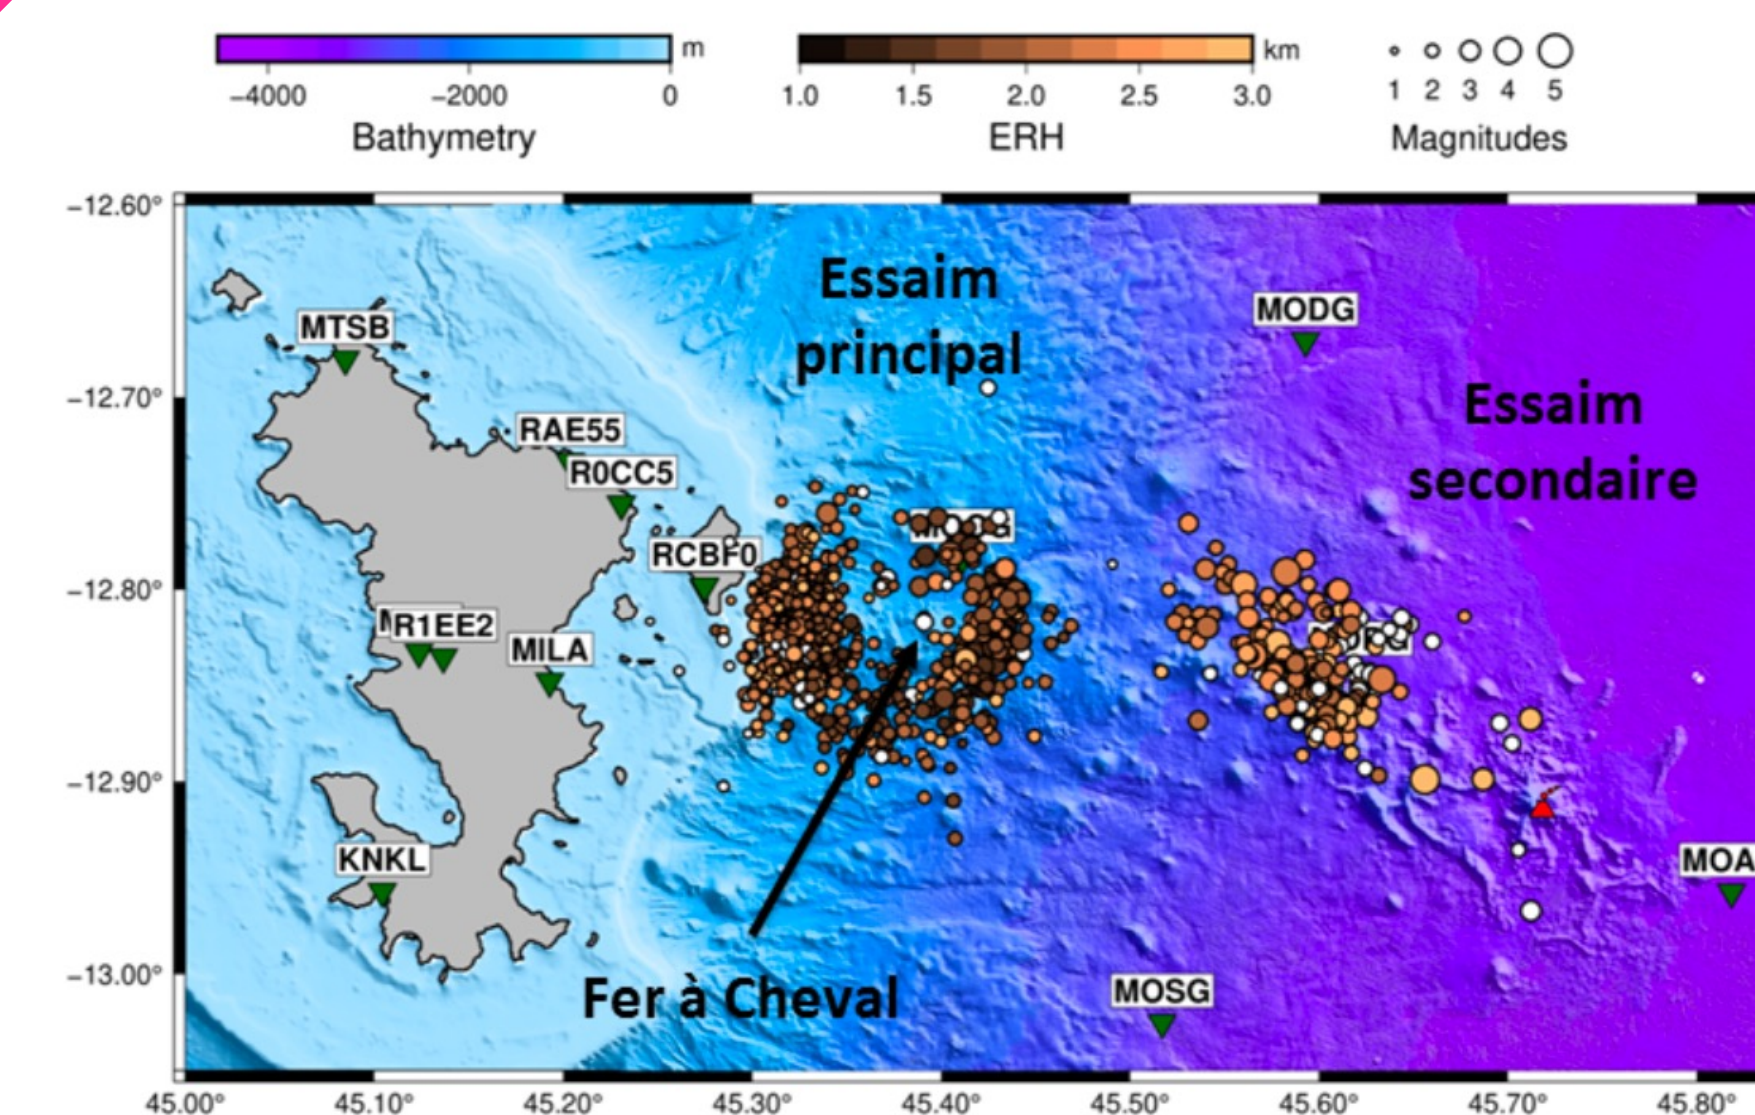 m
-4000 -2000 0
Bathymetry
km
1.0 1.5 2.0 2.5 3.0
ERH
1 2 3 4 5
Magnitudes
-12.60°
-12.70°
-12.80°
-12.90°
-13.00°
Essaim
principal
MODG
MTSB
Essaim
secondaire
RAE55
R0CC5
RCBF0
R1EE2
MILA
KNKL
MOA
Fer à Cheval
MOSG
45.00° 45.10° 45.20° 45.30° 45.40° 45.50° 45.60° 45.70° 45.80°